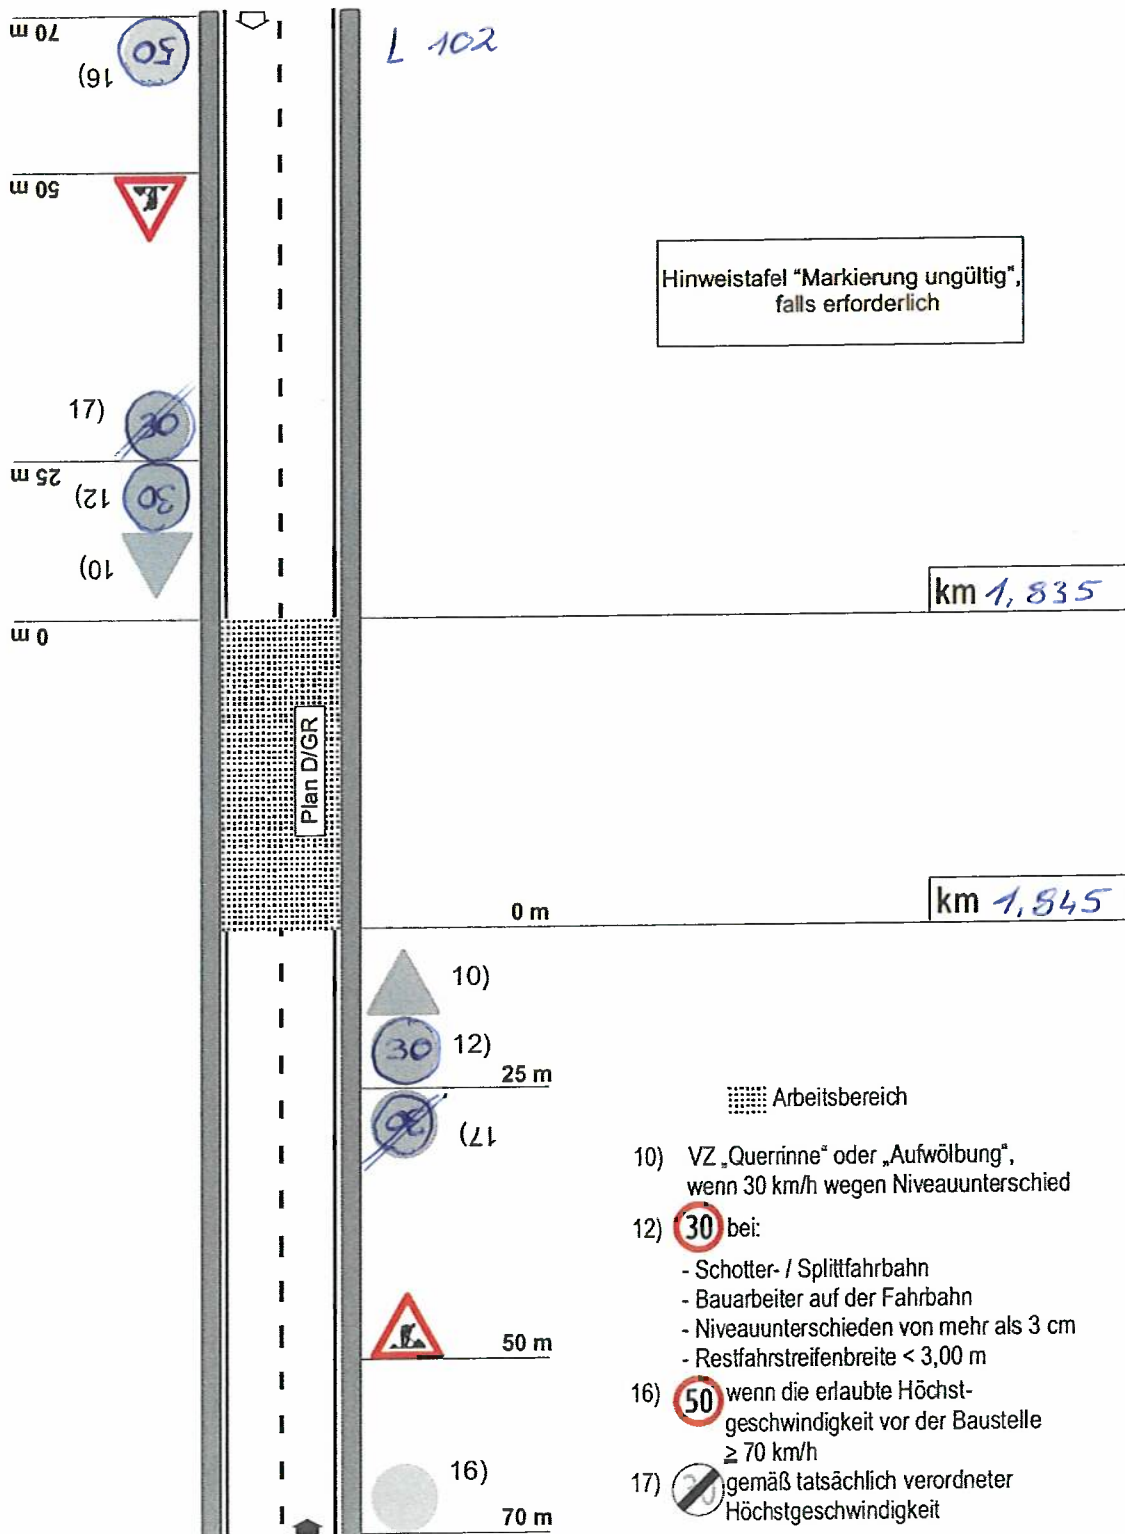 70 m
50
16)
L 102
50 m
Hinweistafel "Markierung ungültig",
falls erforderlich
17)
30
25 m
12)
30
10)
km 1,835
0 m
Plan D/GR
0 m
km 1,845
10)
30
12)
25 m
30
17)
Arbeitsbereich
10) VZ „Querrinne“ oder „Aufwölbung“,
wenn 30 km/h wegen Niveauunterschied
12) 30 bei:
- Schotter- / Splittfahrbahn
- Bauarbeiter auf der Fahrbahn
- Niveauunterschieden von mehr als 3 cm
- Restfahrstreifenbreite < 3,00 m
50 m
16) 50 wenn die erlaubte Höchst-
geschwindigkeit vor der Baustelle
≥ 70 km/h
16)
17) 30 gemäß tatsächlich verordneter
Höchstgeschwindigkeit
70 m